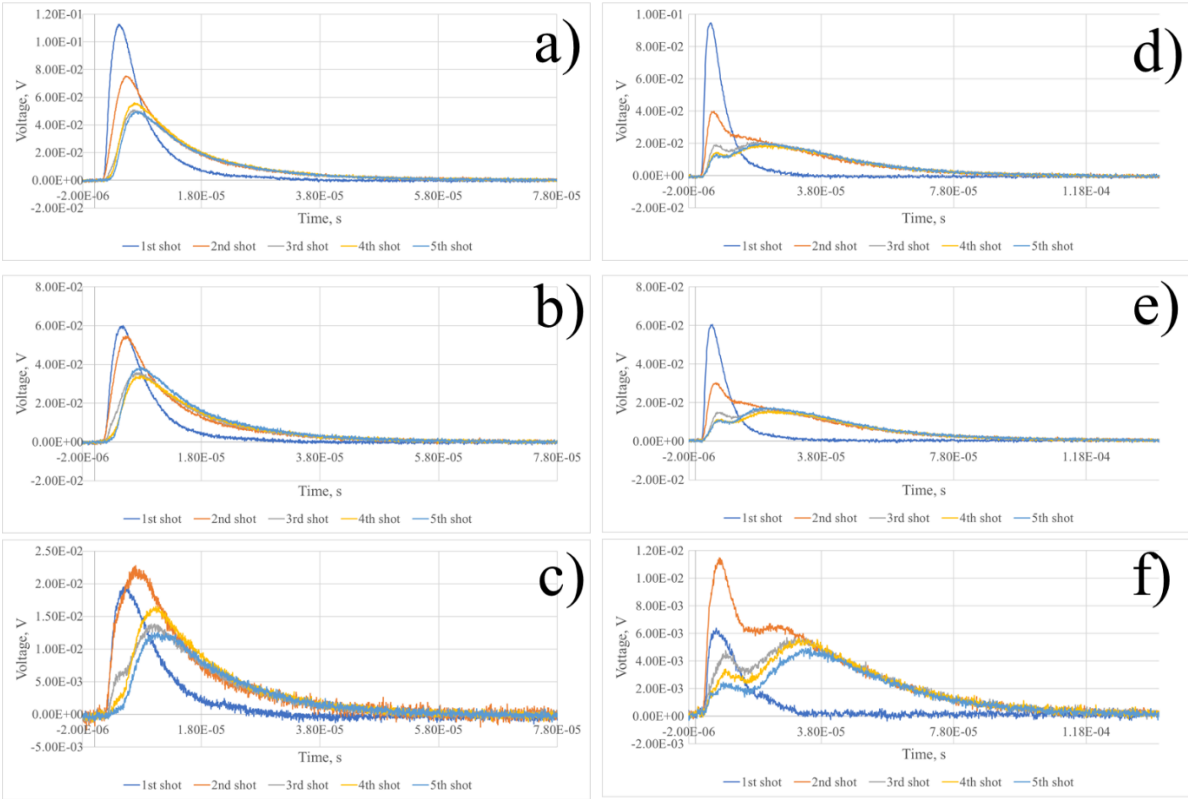 a)
Voltage, V
1.20E-01
1.00E-01
8.00E-02
6.00E-02
4.00E-02
2.00E-02
0.00E+00
-2.00E-02
-2.00E-06 1.80E-05 3.80E-05 5.80E-05 7.80E-05
Time, s
1st shot 2nd shot 3rd shot 4th shot 5th shot
d)
Voltage, V
1.00E-01
8.00E-02
6.00E-02
4.00E-02
2.00E-02
0.00E+00
-2.00E-02
-2.00E-06 3.80E-05 7.80E-05 1.18E-04
Time, s
1st shot 2nd shot 3rd shot 4th shot 5th shot
b)
Voltage, V
8.00E-02
6.00E-02
4.00E-02
2.00E-02
0.00E+00
-2.00E-02
-2.00E-06 1.80E-05 3.80E-05 5.80E-05 7.80E-05
Time, s
1st shot 2nd shot 3rd shot 4th shot 5th shot
e)
Voltage, V
8.00E-02
6.00E-02
4.00E-02
2.00E-02
0.00E+00
-2.00E-02
-2.00E-06 3.80E-05 7.80E-05 1.18E-04
Time, s
1st shot 2nd shot 3rd shot 4th shot 5th shot
c)
Voltage, V
2.50E-02
2.00E-02
1.50E-02
1.00E-02
5.00E-03
0.00E+00
-5.00E-03
-2.00E-06 1.80E-05 3.80E-05 5.80E-05 7.80E-05
Time, s
1st shot 2nd shot 3rd shot 4th shot 5th shot
f)
Vottage, V
1.20E-02
1.00E-02
8.00E-03
6.00E-03
4.00E-03
2.00E-03
0.00E+00
-2.00E-03
-2.00E-06 3.80E-05 7.80E-05 1.18E-04
Time, s
1st shot 2nd shot 3rd shot 4th shot 5th shot